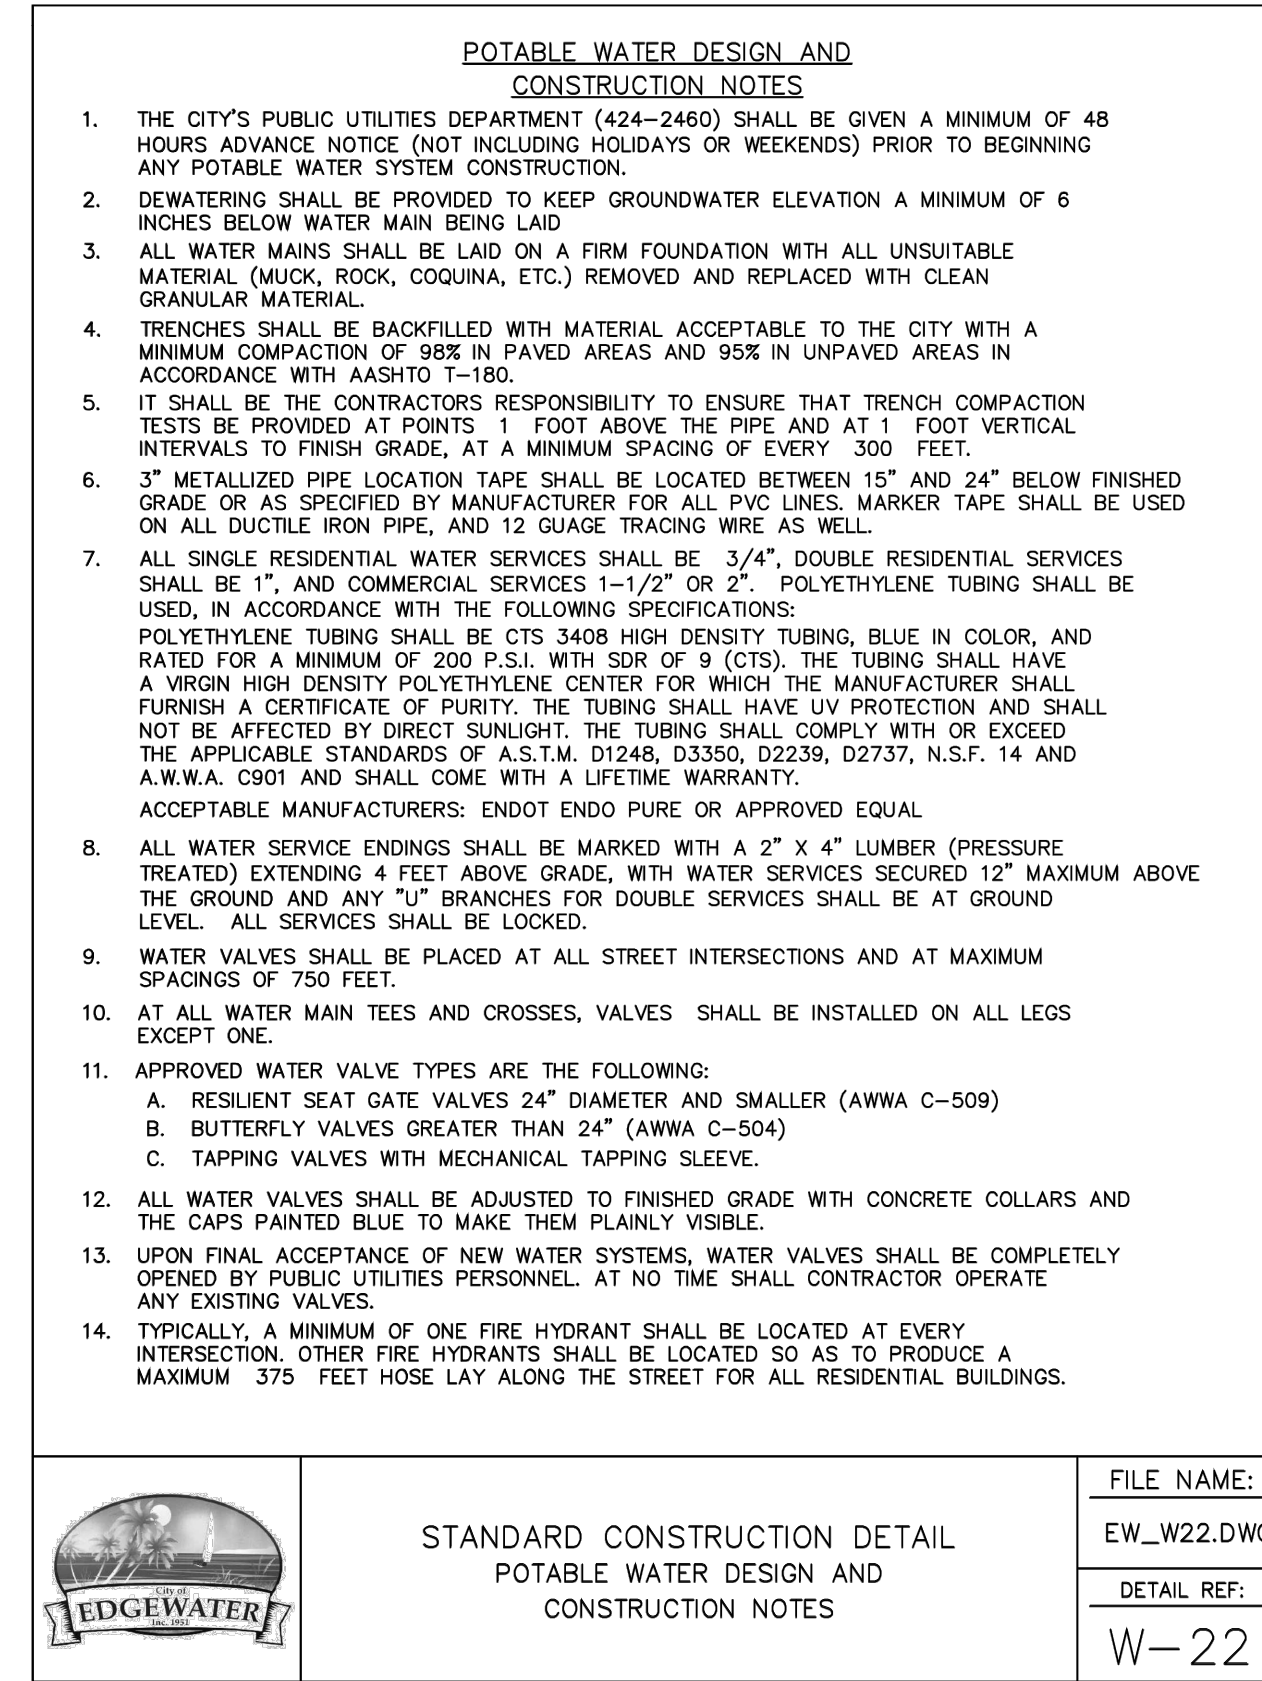 POTABLE WATER DESIGN AND
CONSTRUCTION NOTES
1. THE CITY'S PUBLIC UTILITIES DEPARTMENT (424-2460) SHALL BE GIVEN A MINIMUM OF 48
HOURS ADVANCE NOTICE (NOT INCLUDING HOLIDAYS OR WEEKENDS) PRIOR TO BEGINNING
ANY POTABLE WATER SYSTEM CONSTRUCTION.
2. DEWATERING SHALL BE PROVIDED TO KEEP GROUNDWATER ELEVATION A MINIMUM OF 6
INCHES BELOW WATER MAIN BEING LAID
3. ALL WATER MAINS SHALL BE LAID ON A FIRM FOUNDATION WITH ALL UNSUITABLE
MATERIAL (MUCK, ROCK, COQUINA, ETC.) REMOVED AND REPLACED WITH CLEAN
GRANULAR MATERIAL.
4. TRENCHES SHALL BE BACKFILLED WITH MATERIAL ACCEPTABLE TO THE CITY WITH A
MINIMUM COMPACTION OF 98% IN PAVED AREAS AND 95% IN UNPAVED AREAS IN
ACCORDANCE WITH AASHTO T-180.
5. IT SHALL BE THE CONTRACTORS RESPONSIBILITY TO ENSURE THAT TRENCH COMPACTION
TESTS BE PROVIDED AT POINTS 1 FOOT ABOVE THE PIPE AND AT 1 FOOT VERTICAL
INTERVALS TO FINISH GRADE, AT A MINIMUM SPACING OF EVERY 300 FEET.
6. 3" METALLIZED PIPE LOCATION TAPE SHALL BE LOCATED BETWEEN 15" AND 24" BELOW FINISHED
GRADE OR AS SPECIFIED BY MANUFACTURER FOR ALL PVC LINES. MARKER TAPE SHALL BE USED
ON ALL DUCTILE IRON PIPE, AND 12 GUAGE TRACING WIRE AS WELL.
7. ALL SINGLE RESIDENTIAL WATER SERVICES SHALL BE 3/4", DOUBLE RESIDENTIAL SERVICES
SHALL BE 1", AND COMMERCIAL SERVICES 1-1/2" OR 2". POLYETHYLENE TUBING SHALL BE
USED, IN ACCORDANCE WITH THE FOLLOWING SPECIFICATIONS:
POLYETHYLENE TUBING SHALL BE CTS 3408 HIGH DENSITY TUBING, BLUE IN COLOR, AND
RATED FOR A MINIMUM OF 200 P.S.I. WITH SDR OF 9 (CTS). THE TUBING SHALL HAVE
A VIRGIN HIGH DENSITY POLYETHYLENE CENTER FOR WHICH THE MANUFACTURER SHALL
FURNISH A CERTIFICATE OF PURITY. THE TUBING SHALL HAVE UV PROTECTION AND SHALL
NOT BE AFFECTED BY DIRECT SUNLIGHT. THE TUBING SHALL COMPLY WITH OR EXCEED
THE APPLICABLE STANDARDS OF A.S.T.M. D1248, D3350, D2239, D2737, N.S.F. 14 AND
A.W.W.A. C901 AND SHALL COME WITH A LIFETIME WARRANTY.
ACCEPTABLE MANUFACTURERS: ENDOT ENDO PURE OR APPROVED EQUAL
8. ALL WATER SERVICE ENDINGS SHALL BE MARKED WITH A 2" X 4" LUMBER (PRESSURE
TREATED) EXTENDING 4 FEET ABOVE GRADE, WITH WATER SERVICES SECURED 12" MAXIMUM ABOVE
THE GROUND AND ANY "U" BRANCHES FOR DOUBLE SERVICES SHALL BE AT GROUND
LEVEL. ALL SERVICES SHALL BE LOCKED.
9. WATER VALVES SHALL BE PLACED AT ALL STREET INTERSECTIONS AND AT MAXIMUM
SPACINGS OF 750 FEET.
10. AT ALL WATER MAIN TEES AND CROSSES, VALVES SHALL BE INSTALLED ON ALL LEGS
EXCEPT ONE.
11. APPROVED WATER VALVE TYPES ARE THE FOLLOWING:
A. RESILIENT SEAT GATE VALVES 24" DIAMETER AND SMALLER (AWWA C-509)
B. BUTTERFLY VALVES GREATER THAN 24" (AWWA C-504)
C. TAPPING VALVES WITH MECHANICAL TAPPING SLEEVE.
12. ALL WATER VALVES SHALL BE ADJUSTED TO FINISHED GRADE WITH CONCRETE COLLARS AND
THE CAPS PAINTED BLUE TO MAKE THEM PLAINLY VISIBLE.
13. UPON FINAL ACCEPTANCE OF NEW WATER SYSTEMS, WATER VALVES SHALL BE COMPLETELY
OPENED BY PUBLIC UTILITIES PERSONNEL. AT NO TIME SHALL CONTRACTOR OPERATE
ANY EXISTING VALVES.
14. TYPICALLY, A MINIMUM OF ONE FIRE HYDRANT SHALL BE LOCATED AT EVERY
INTERSECTION. OTHER FIRE HYDRANTS SHALL BE LOCATED SO AS TO PRODUCE A
MAXIMUM 375 FEET HOSE LAY ALONG THE STREET FOR ALL RESIDENTIAL BUILDINGS.
City of
EDGEWATER
Inc. 1951
STANDARD CONSTRUCTION DETAIL
POTABLE WATER DESIGN AND
CONSTRUCTION NOTES
FILE NAME:
EW_W22.DW
DETAIL REF:
W-22